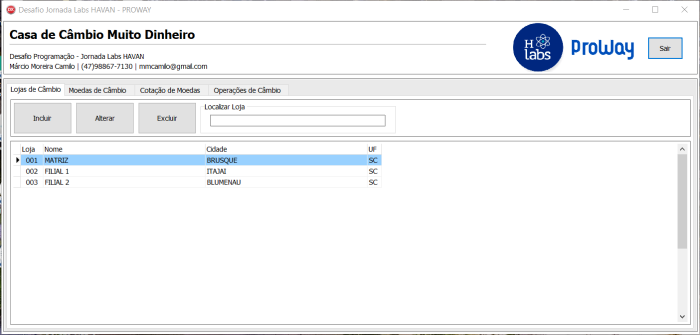 Desafio Jornada Labs HAVAN - PROWAY
Casa de Câmbio Muito Dinheiro
Desafio Programação - Jornada Labs HAVAN
Márcio Moreira Camilo | (47)98867-7130 | mmcamilo@gmail.com
H
labs
ProWay
Sair
Lojas de Câmbio Moedas de Câmbio Cotação de Moedas Operações de Câmbio
Incluir Alterar Excluir
Localizar Loja
Loja Nome Cidade UF
001 MATRIZ BRUSQUE SC
002 FILIAL 1 ITAJAI SC
003 FILIAL 2 BLUMENAU SC